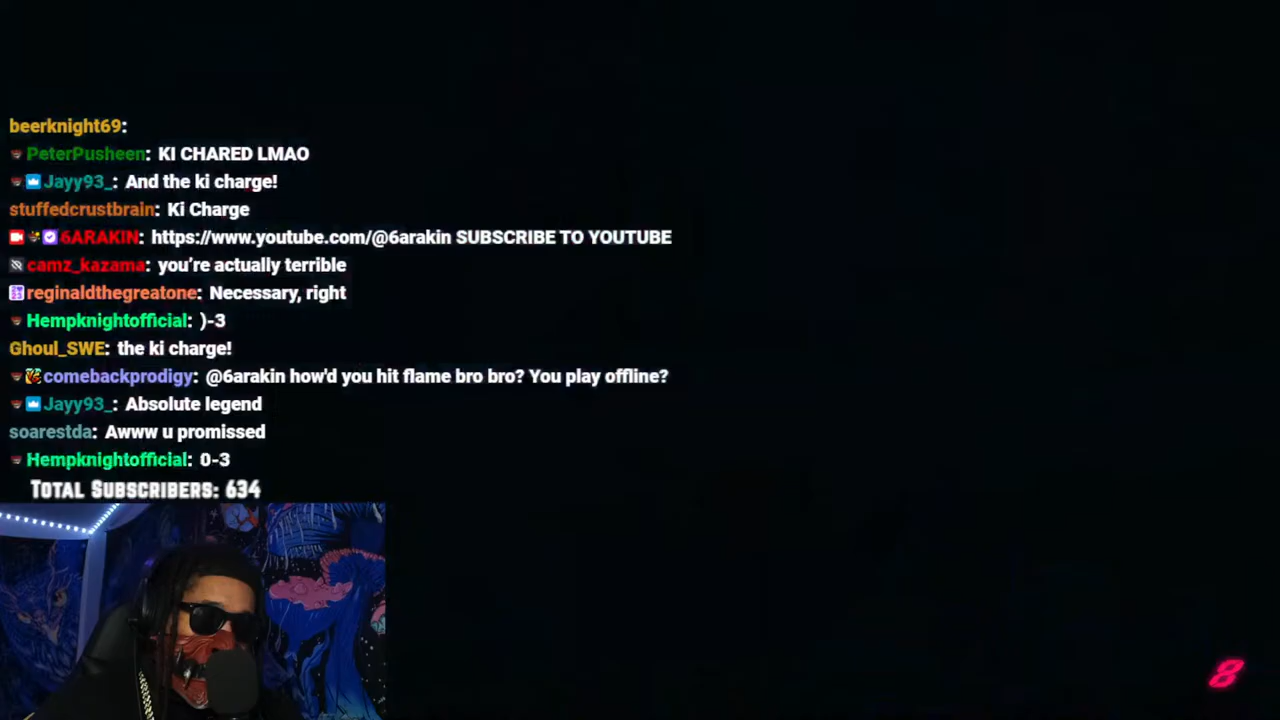 beerknight69:
PeterPusheen: KI CHARED LMAO
Jayy93_: And the ki charge!
stuffedcrustbrain: Ki Charge
6ARAKIN: https://www.youtube.com/@6arakin SUBSCRIBE TO YOUTUBE
camz_kazama: you’re actually terrible
reginaldthegreatone: Necessary, right
Hempknightofficial: )-3
Ghoul_SWE: the ki charge!
comebackprodigy: @6arakin how'd you hit flame bro bro? You play offline?
Jayy93_: Absolute legend
soarestda: Awww u promissed
Hempknightofficial: 0-3
TOTAL SUBSCRIBERS: 634
8